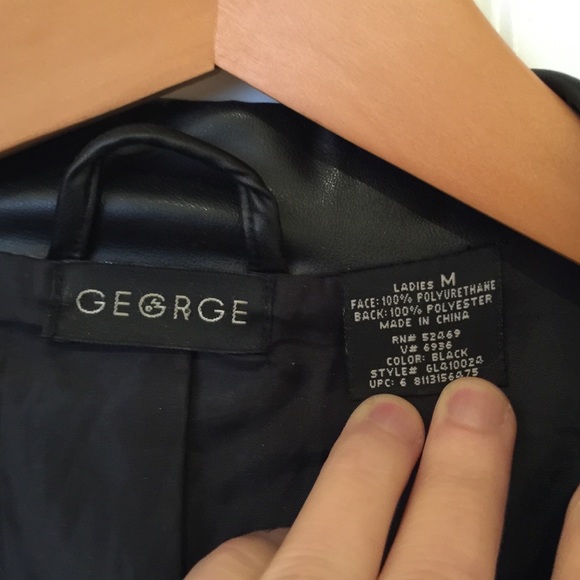 GEORGE
LADIES M
FACE: 100% POLYURETHANE
BACK: 100% POLYESTER
MADE IN CHINA
RN# 52469
V# 6936
COLOR: BLACK
STYLE# GL410024
UPC: 6 8113156475